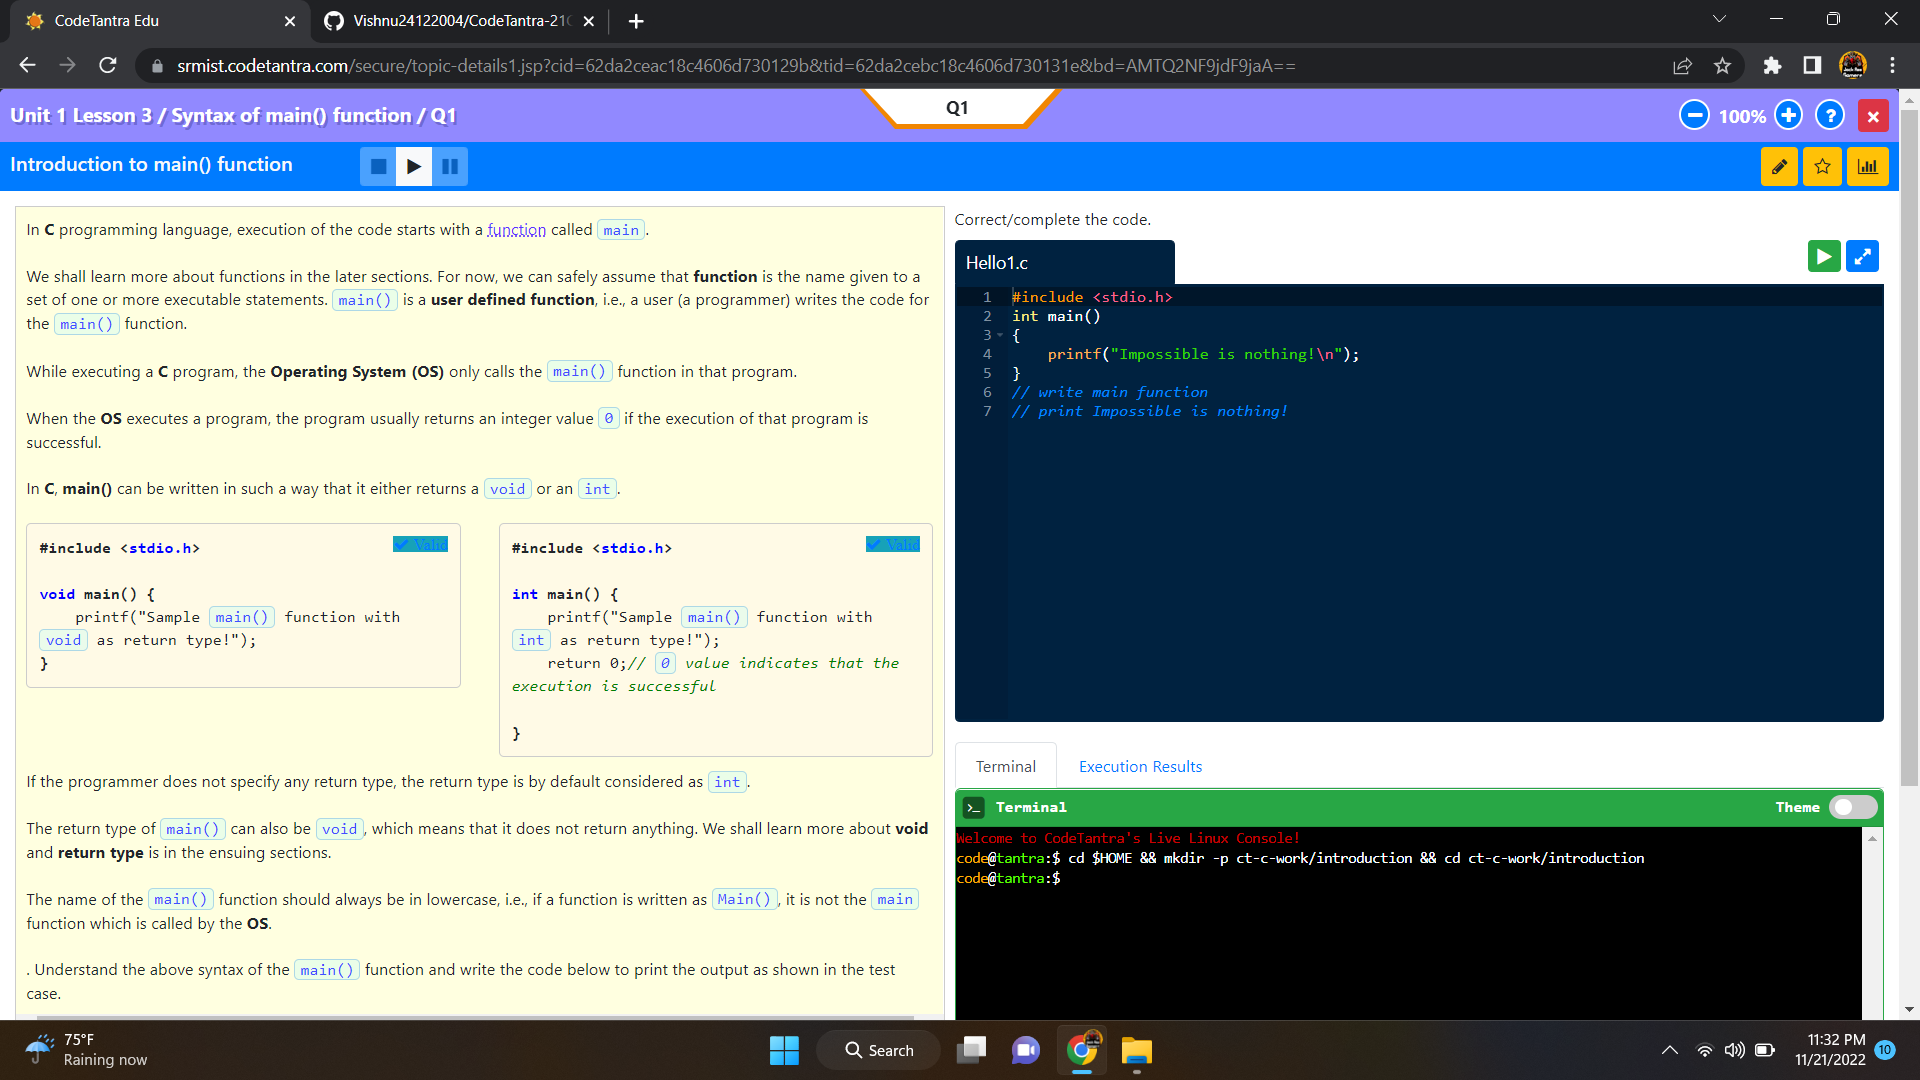 CodeTantra Edu
Vishnu24122004/CodeTantra-21
srmist.codetantra.com/secure/topic-details1.jsp?cid=62da2ceac18c4606d730129b&tid=62da2cebc18c4606d730131e&bd=AMTQ2NF9jdF9jaA==
Unit 1 Lesson 3 / Syntax of main() function / Q1
Q1
100%
Introduction to main() function
In C programming language, execution of the code starts with a function called main.
We shall learn more about functions in the later sections. For now, we can safely assume that function is the name given to a
set of one or more executable statements. main() is a user defined function, i.e., a user (a programmer) writes the code for
the main() function.
While executing a C program, the Operating System (OS) only calls the main() function in that program.
When the OS executes a program, the program usually returns an integer value 0 if the execution of that program is
successful.
In C, main() can be written in such a way that it either returns a void or an int.
#include <stdio.h>
Valid
void main() {
printf("Sample main() function with
void as return type!");
}
#include <stdio.h>
Valid
int main() {
printf("Sample main() function with
int as return type!");
return 0;// 0 value indicates that the
execution is successful
}
If the programmer does not specify any return type, the return type is by default considered as int.
The return type of main() can also be void, which means that it does not return anything. We shall learn more about void
and return type is in the ensuing sections.
The name of the main() function should always be in lowercase, i.e., if a function is written as Main(), it is not the main
function which is called by the OS.
. Understand the above syntax of the main() function and write the code below to print the output as shown in the test
case.
Correct/complete the code.
Hello1.c
1 #include <stdio.h>
2 int main()
3 {
4 printf("Impossible is nothing!\n");
5 }
6 // write main function
7 // print Impossible is nothing!
Terminal
Execution Results
Terminal
Theme
Welcome to CodeTantra's Live Linux Console!
code@tantra:$ cd $HOME && mkdir -p ct-c-work/introduction && cd ct-c-work/introduction
code@tantra:$
75°F
Raining now
Search
11:32 PM
11/21/2022
10